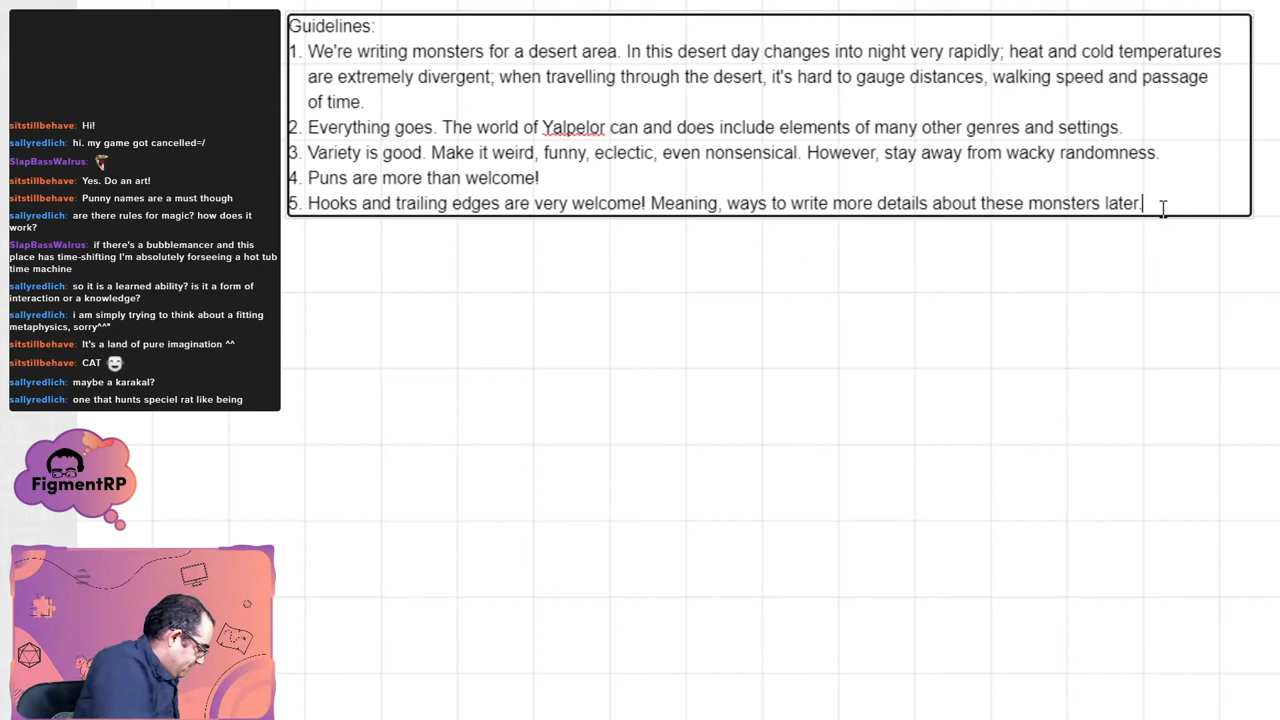 Guidelines:
1. We're writing monsters for a desert area. In this desert day changes into night very rapidly; heat and cold temperatures
are extremely divergent; when travelling through the desert, it's hard to gauge distances, walking speed and passage
of time.
2. Everything goes. The world of Yalpelor can and does include elements of many other genres and settings.
3. Variety is good. Make it weird, funny, eclectic, even nonsensical. However, stay away from wacky randomness.
4. Puns are more than welcome!
5. Hooks and trailing edges are very welcome! Meaning, ways to write more details about these monsters later.
sitstillbehave: Hi!
sallyredlich: hi. my game got cancelled=/
SlapBassWalrus:
sitstillbehave: Yes. Do an art!
sitstillbehave: Punny names are a must though
sallyredlich: are there rules for magic? how does it
work?
SlapBassWalrus: if there's a bubblemancer and this
place has time-shifting I'm absolutely forseeing a hot tub
time machine
sallyredlich: so it is a learned ability? is it a form of
interaction or a knowledge?
sallyredlich: i am simply trying to think about a fitting
metaphysics, sorry^^"
sitstillbehave: It's a land of pure imagination ^^
sitstillbehave: CAT
sallyredlich: maybe a karakal?
sallyredlich: one that hunts speciel rat like being
FigmentRP